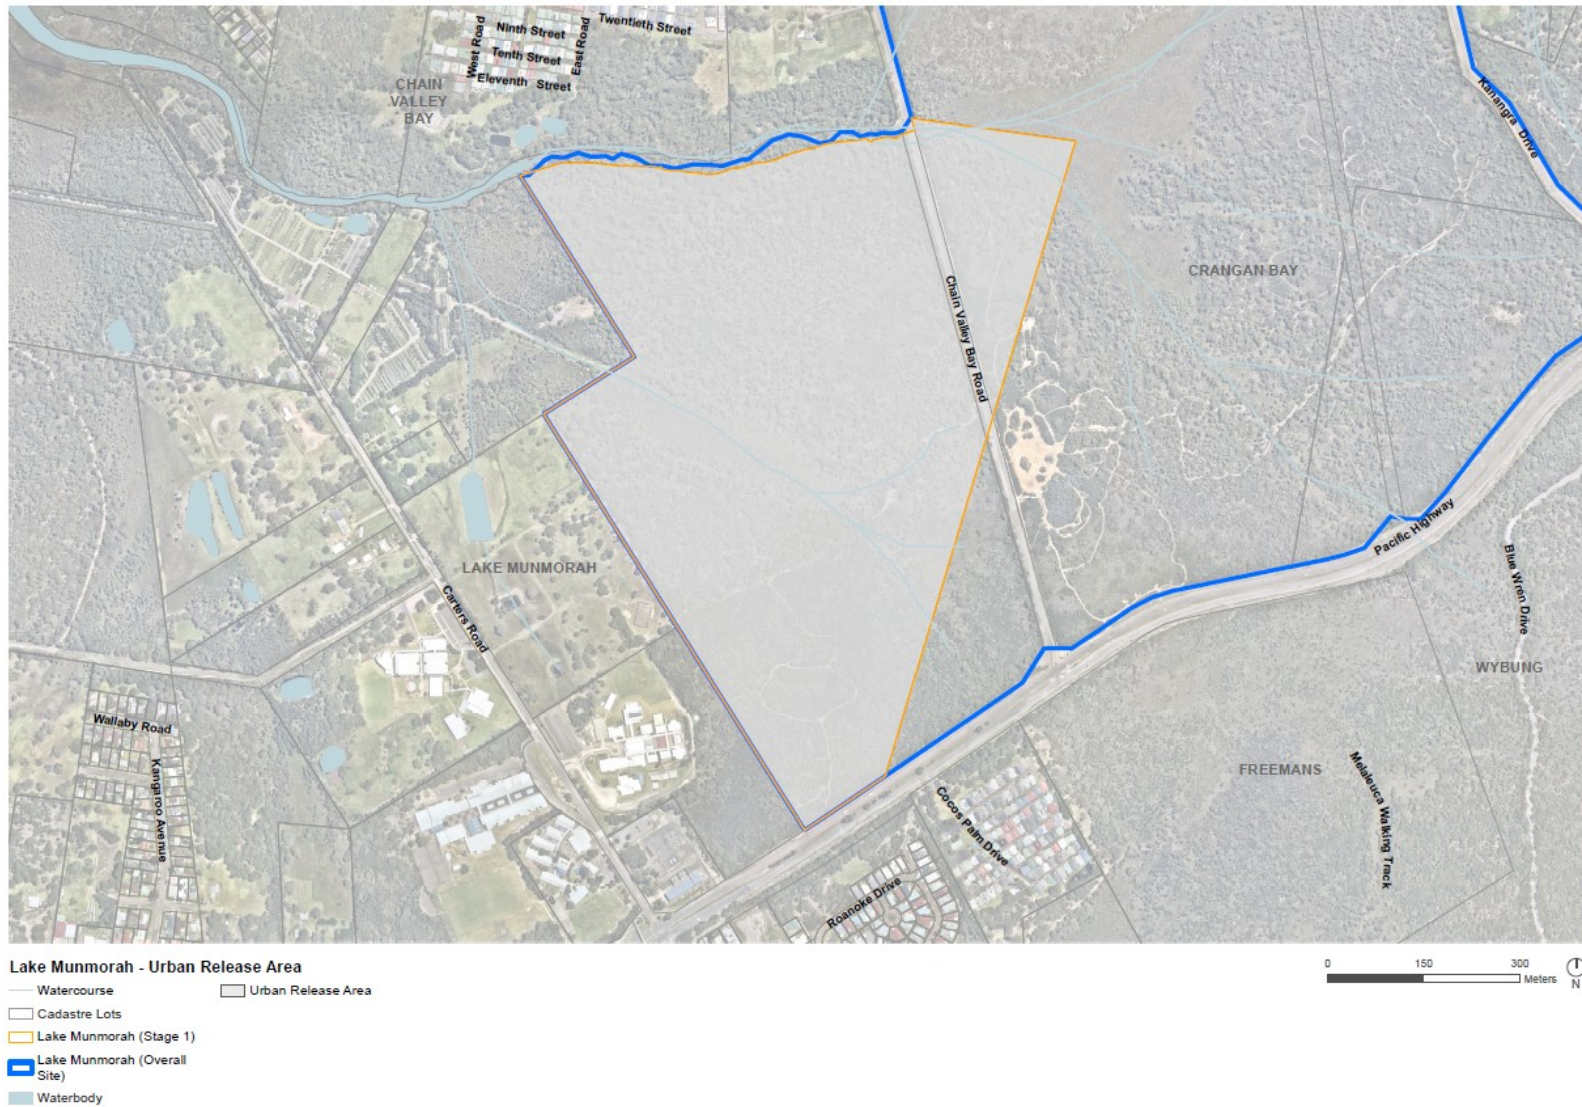 Twentieth Street
Ninth Street
West Road
East Road
Tenth Street
Eleventh Street
CHAIN
VALLEY
BAY
Kanangra Drive
CRANGAN BAY
Chain Valley Bay Road
Pacific Highway
Blue Wren Drive
LAKE MUNMORAH
Carters Road
WYBUNG
Wallaby Road
Kangaroo Avenue
FREEMANS
Melaleuca Walking Track
Cocos Palm Drive
Roanoke Drive
Lake Munmorah - Urban Release Area
Watercourse
Urban Release Area
Cadastre Lots
Lake Munmorah (Stage 1)
Lake Munmorah (Overall
Site)
Waterbody
0 150 300
Meters
N